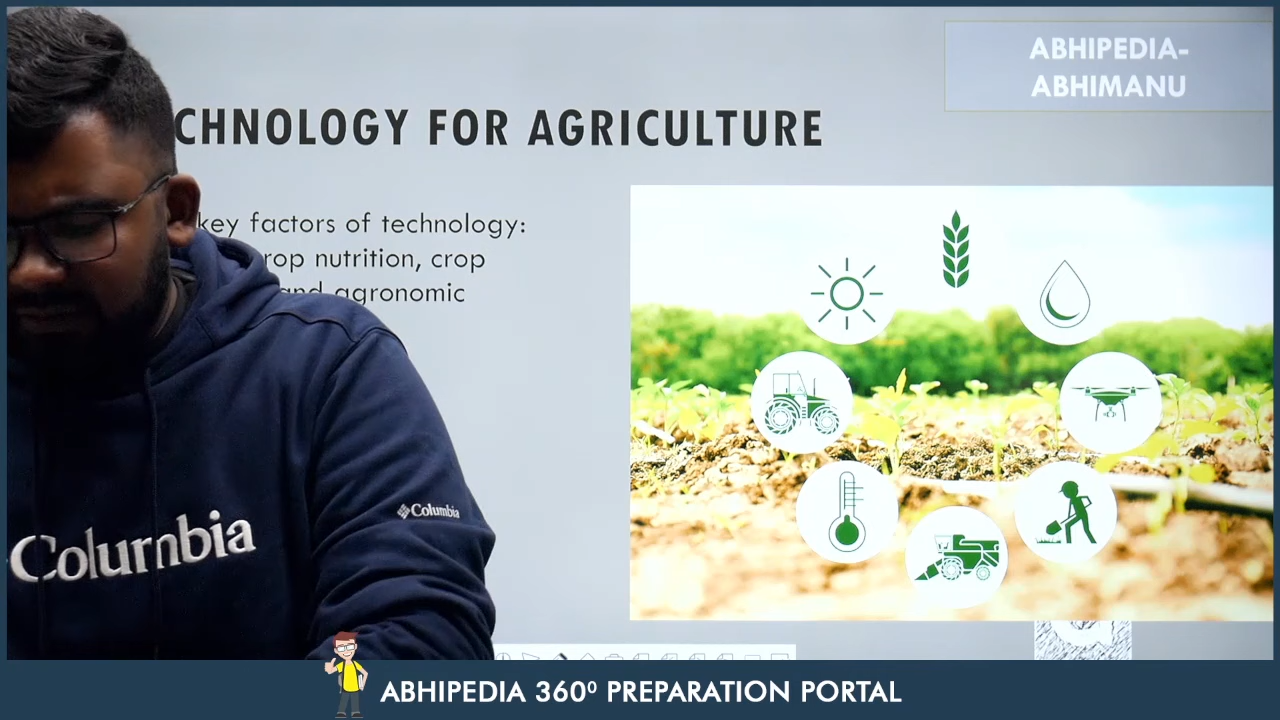 ABHIPEDIA-
ABHIMANU
CHNOLOGY FOR AGRICULTURE
key factors of technology:
rop nutrition, crop
and agronomic
Columbia
Columbia
ABHIPEDIA 360⁰ PREPARATION PORTAL